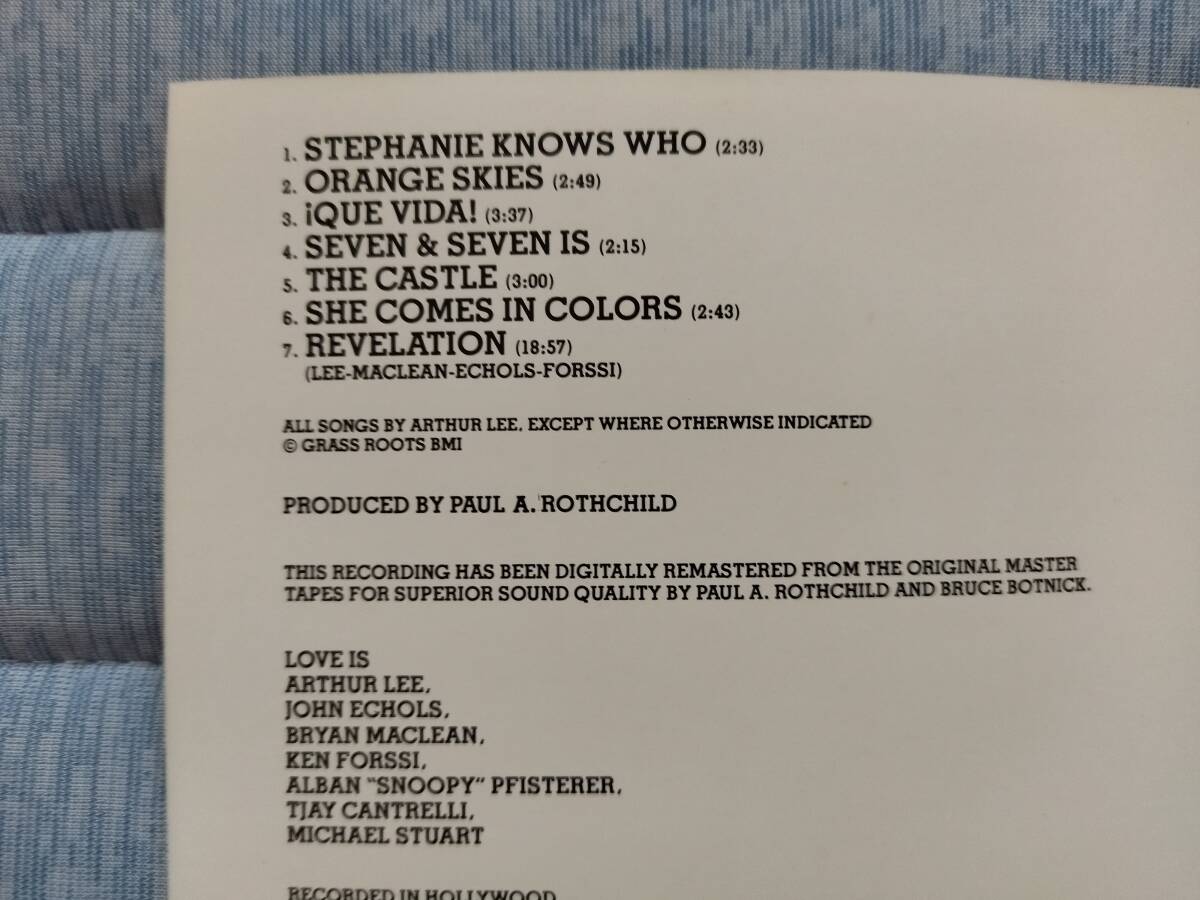 1. STEPHANIE KNOWS WHO (2:33)
2. ORANGE SKIES (2:49)
3. ¡QUE VIDA! (3:37)
4. SEVEN & SEVEN IS (2:15)
5. THE CASTLE (3:00)
6. SHE COMES IN COLORS (2:43)
7. REVELATION (18:57)
(LEE-MACLEAN-ECHOLS-FORSSI)
ALL SONGS BY ARTHUR LEE, EXCEPT WHERE OTHERWISE INDICATED
© GRASS ROOTS BMI
PRODUCED BY PAUL A. ROTHCHILD
THIS RECORDING HAS BEEN DIGITALLY REMASTERED FROM THE ORIGINAL MASTER
TAPES FOR SUPERIOR SOUND QUALITY BY PAUL A. ROTHCHILD AND BRUCE BOTNICK.
LOVE IS
ARTHUR LEE,
JOHN ECHOLS,
BRYAN MACLEAN,
KEN FORSSI,
ALBAN "SNOOPY" PFISTERER,
TJAY CANTRELLI,
MICHAEL STUART
RECORDED IN HOLLYWOOD